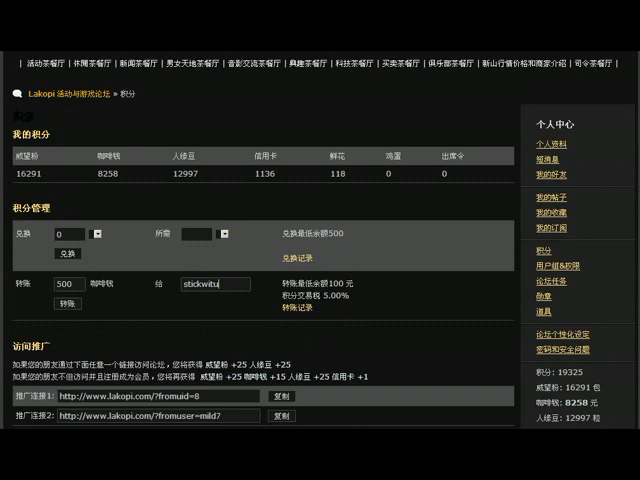 | 活动茶餐厅 | 休閒茶餐厅 | 新闻茶餐厅 | 男女天地茶餐厅 | 音影交流茶餐厅 | 典趣茶餐厅 | 科技茶餐厅 | 买卖茶餐厅 | 俱乐部茶餐厅 | 新山行情价格和商家介绍 | 司令茶餐厅 |
Lakopi 活动与游戏论坛 » 积分
我的积分
威望粉 咖啡钱 人缘豆 信用卡 鲜花 鸡蛋 出席令
16291 8258 12997 1136 118 0 0
积分管理
兑换 0 所需 兑换最低余额500
兑换 兑换记录
转账 500 咖啡钱 给 stickwitu 转账最低余额100 元
积分交易税 5.00%
转账 转账记录
访问推广
如果您的朋友通过下面任意一个链接访问论坛，您将获得 威望粉 +25 人缘豆 +25
如果您的朋友不但访问并且注册成为会员，您将再获得 威望粉 +25 咖啡钱 +15 人缘豆 +25 信用卡 +1
推广连接1: http://www.lakopi.com/?fromuid=8 复制
推广连接2: http://www.lakopi.com/?fromuser=mild7 复制
个人中心
个人资料
短消息
我的好友
我的帖子
我的收藏
我的订阅
积分
用户组&权限
论坛任务
勋章
道具
论坛个性化设定
密码和安全问题
积分: 19325
威望粉: 16291 包
咖啡钱: 8258 元
人缘豆: 12997 粒